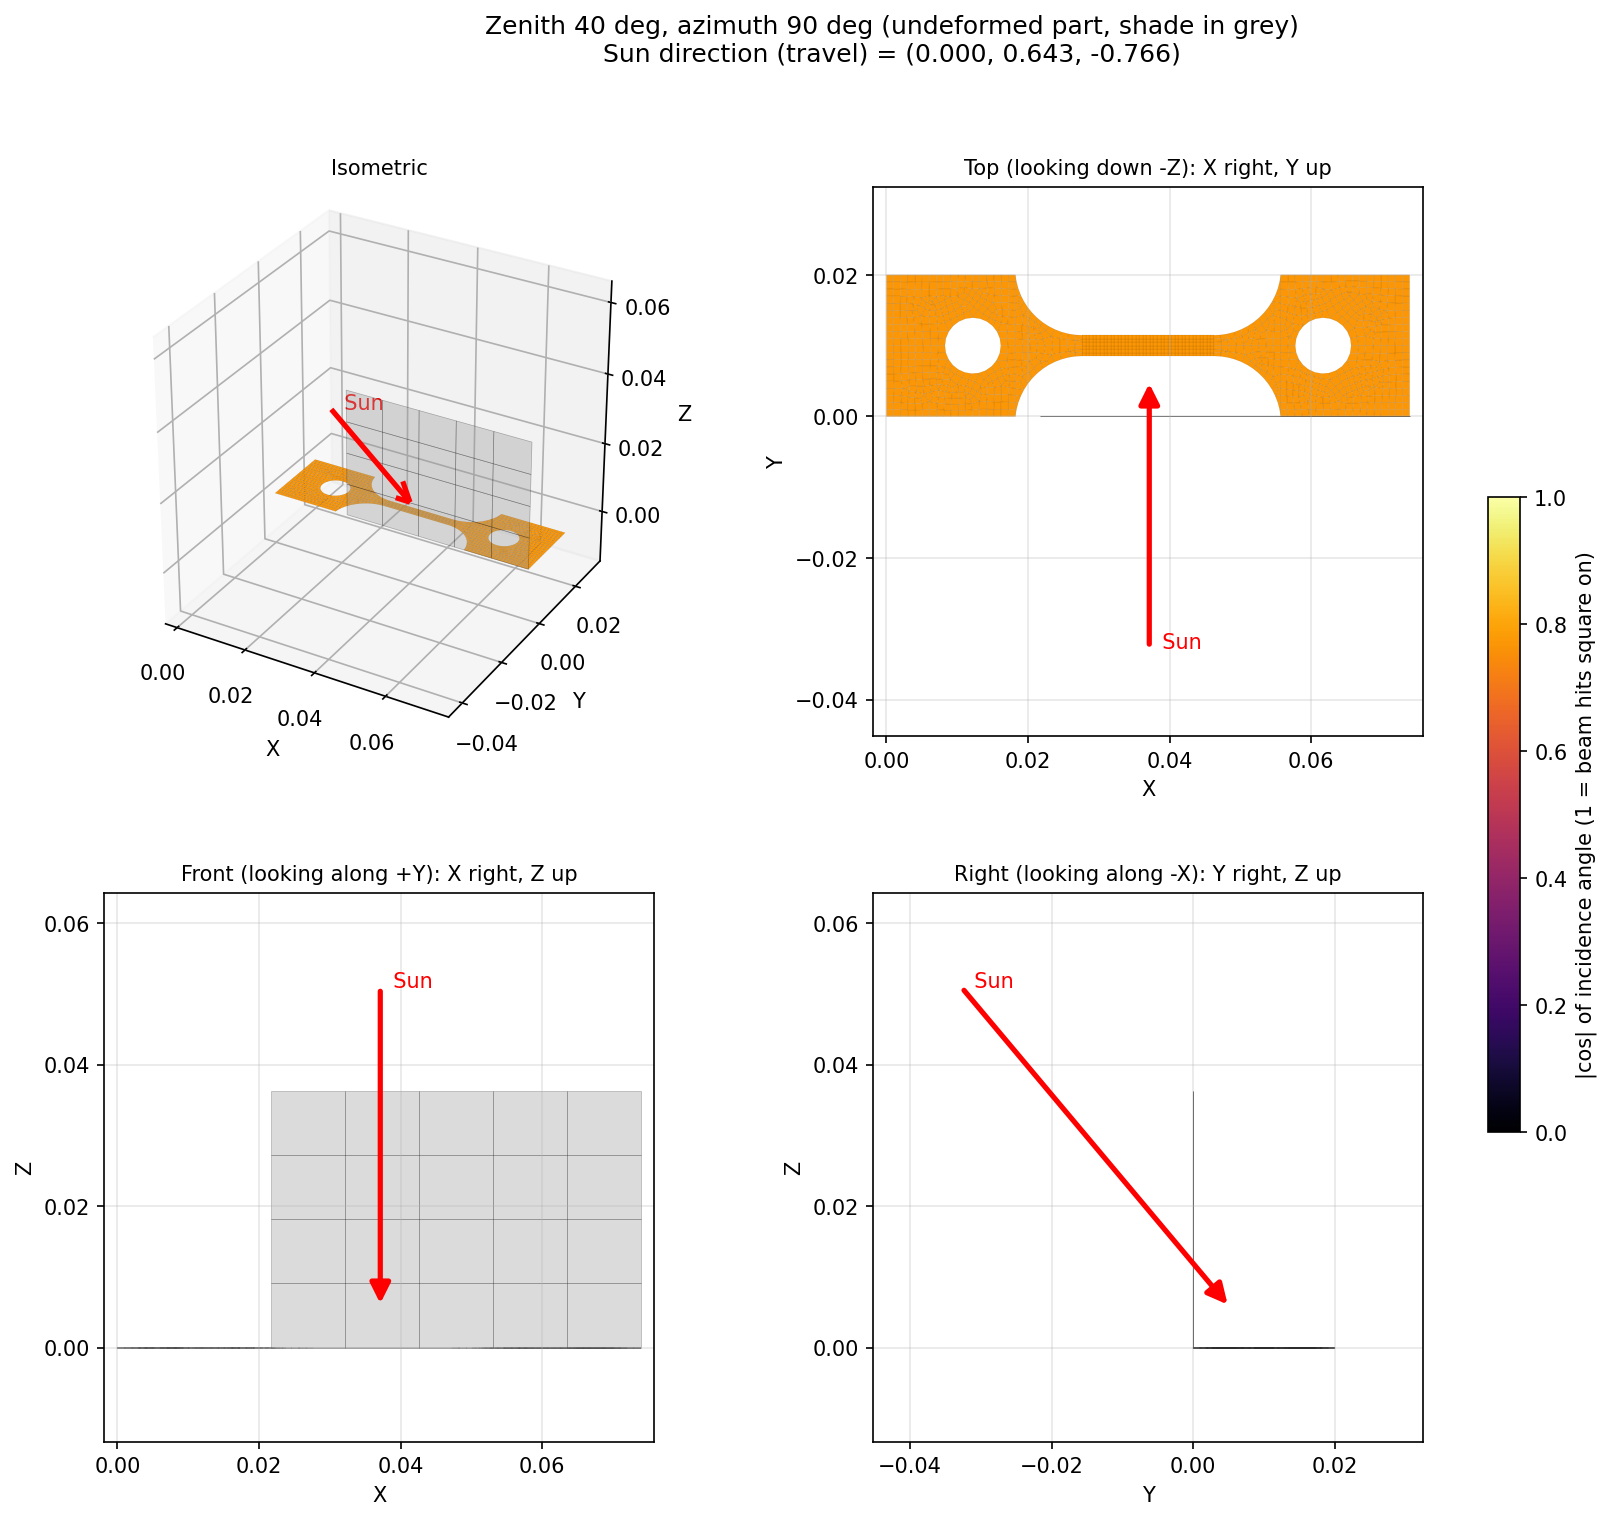 Zenith 40 deg, azimuth 90 deg (undeformed part, shade in grey)
Sun direction (travel) = (0.000, 0.643, -0.766)
Isometric
Sun
0.06
0.04
0.02
0.00
Z
0.00
0.02
0.04
0.06
X
0.02
0.00
−0.02
−0.04
Y
Top (looking down -Z): X right, Y up
0.02
0.00
−0.02
−0.04
Y
Sun
0.00
0.02
0.04
0.06
X
Front (looking along +Y): X right, Z up
0.06
0.04
0.02
0.00
Z
Sun
0.00
0.02
0.04
0.06
X
Right (looking along -X): Y right, Z up
0.06
0.04
0.02
0.00
Z
Sun
−0.04
−0.02
0.00
0.02
Y
1.0
0.8
0.6
0.4
0.2
0.0
|cos| of incidence angle (1 = beam hits square on)